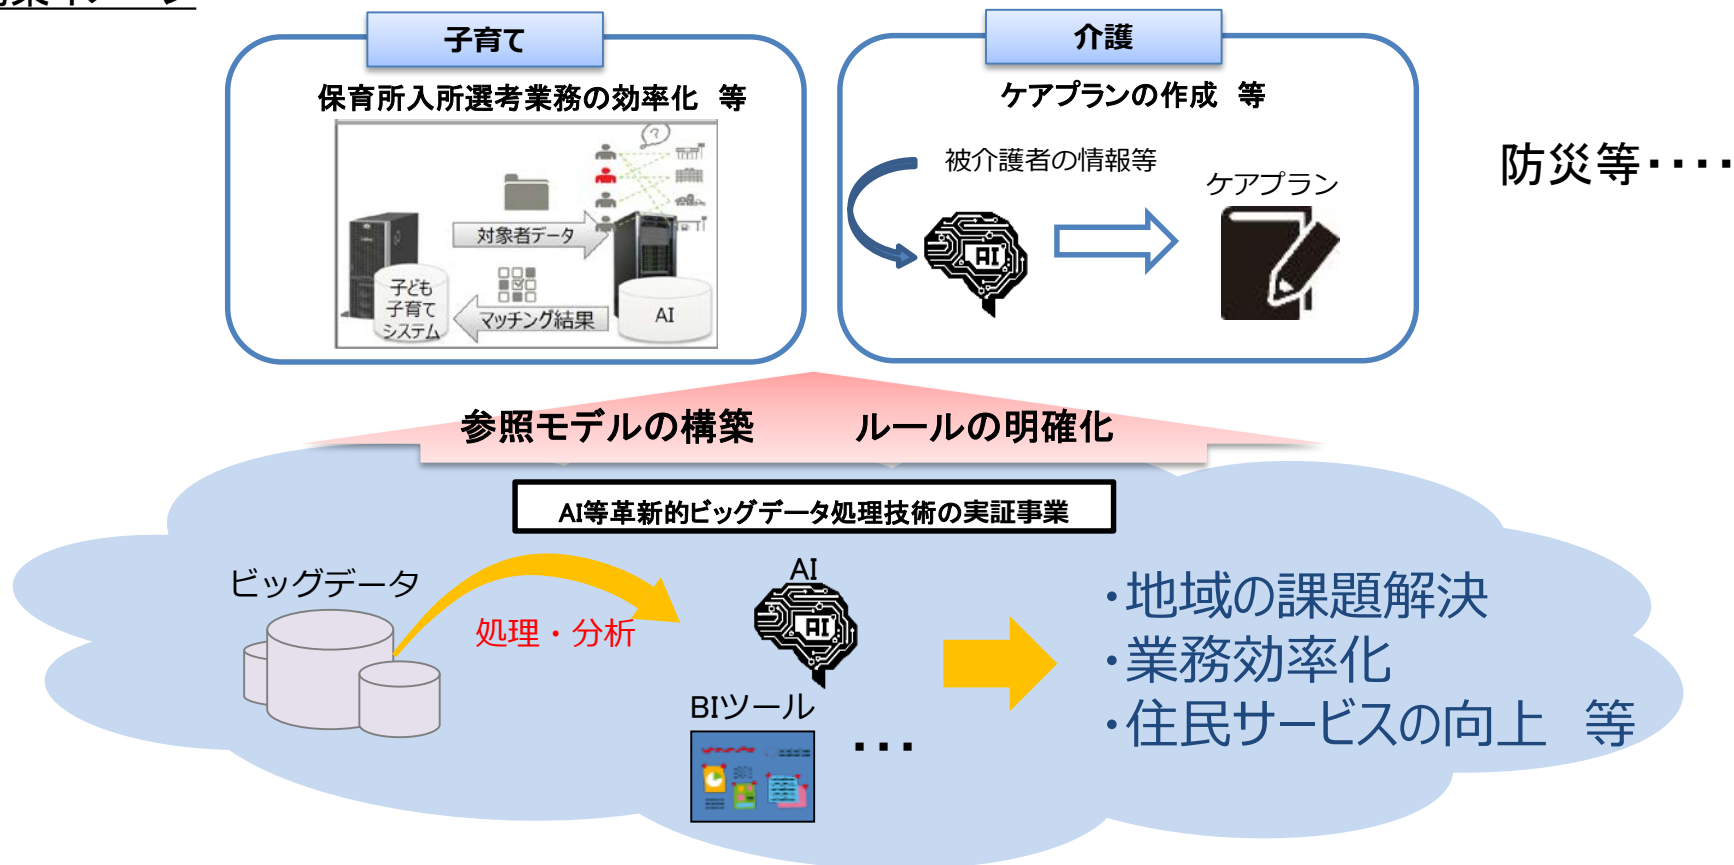 子育て
保育所入所選考業務の効率化 等
?
対象者データ
子ども
子育て
システム
マッチング結果
AI
介護
ケアプランの作成 等
被介護者の情報等
ケアプラン
AI
防災等・・・・
参照モデルの構築 ルールの明確化
AI等革新的ビッグデータ処理技術の実証事業
ビッグデータ
処理・分析
AI
AI
BIツール
・・・
・地域の課題解決
・業務効率化
・住民サービスの向上 等